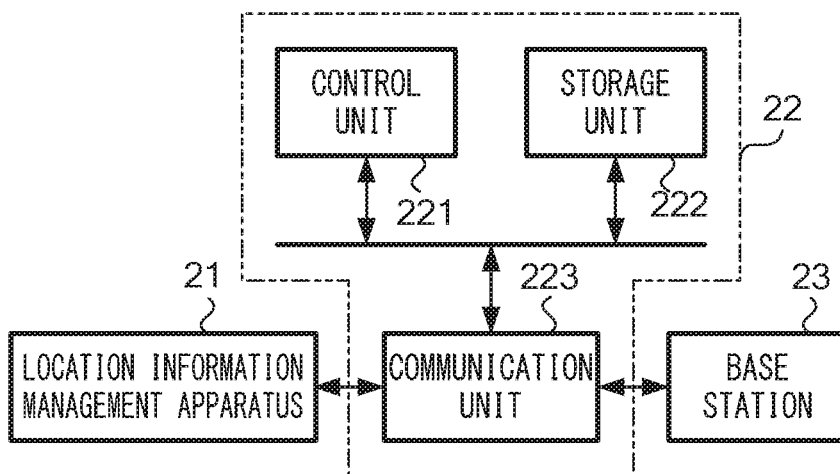 CONTROL
UNIT
STORAGE
UNIT
22
221
222
21
223
23
LOCATION INFORMATION
MANAGEMENT APPARATUS
COMMUNICATION
UNIT
BASE
STATION